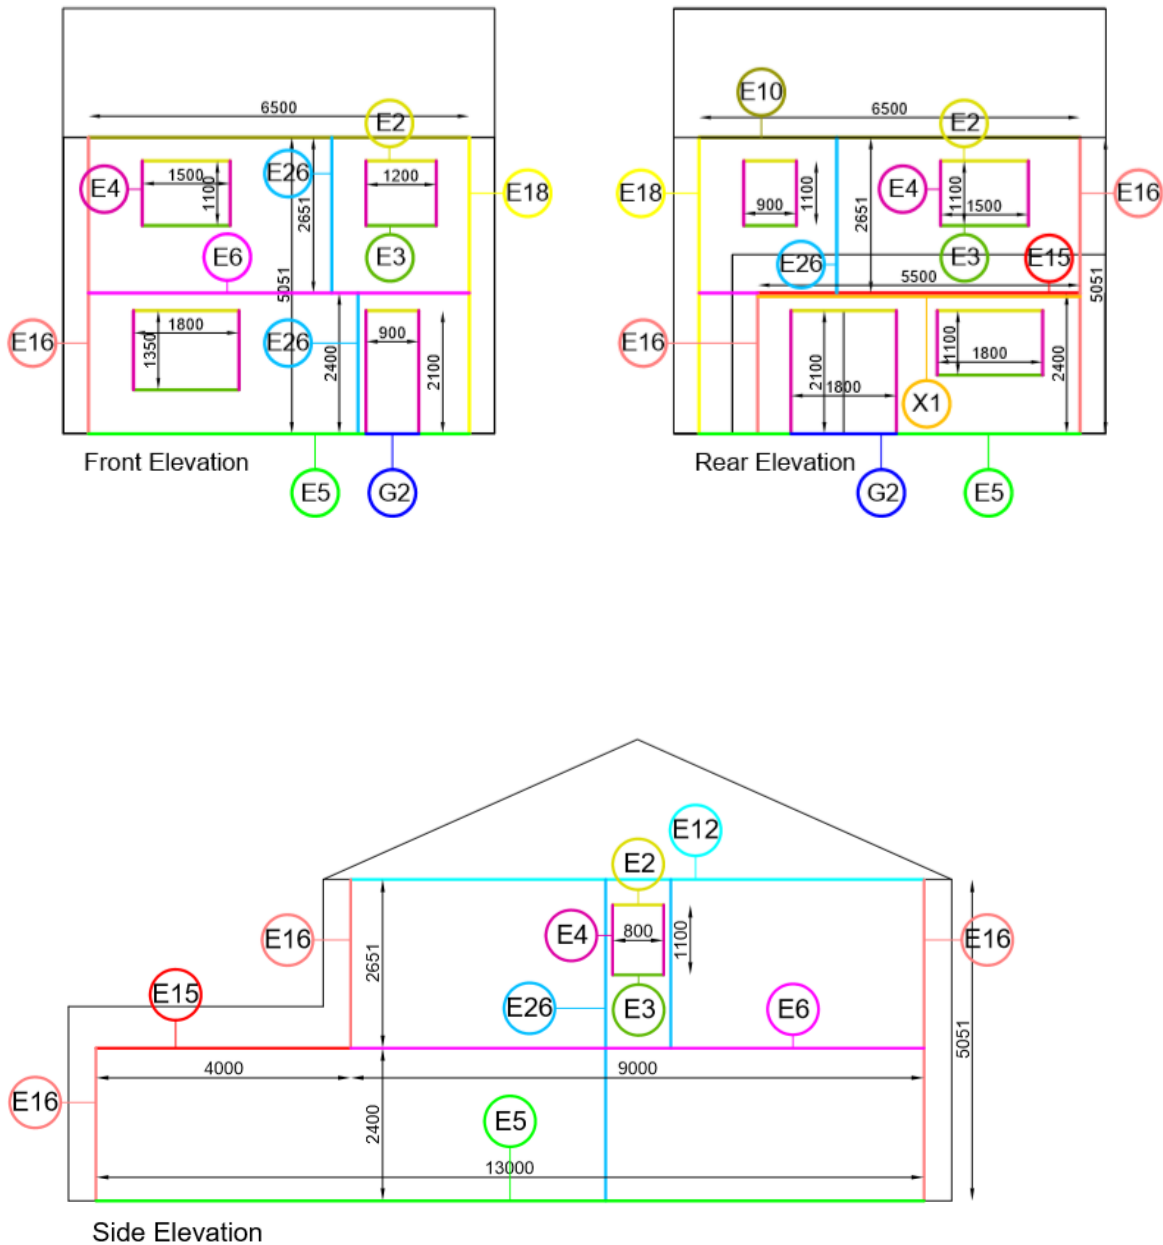 E10
6500
6500
E2
E2
E26
E4
1500
1100
1200
E18
2651
E6
E3
5051
E16
1800
1350
E26
2400
900
2100
Front Elevation
E5
G2
E18
1100
900
2651
E4
1100
1500
E16
E26
E3
E15
5500
5051
E16
2100
1800
1100
1800
2400
X1
Rear Elevation
G2
E5
E12
E2
E4
800
1100
E16
2651
E16
E15
E26
E3
E6
5051
4000
9000
E16
2400
E5
13000
Side Elevation